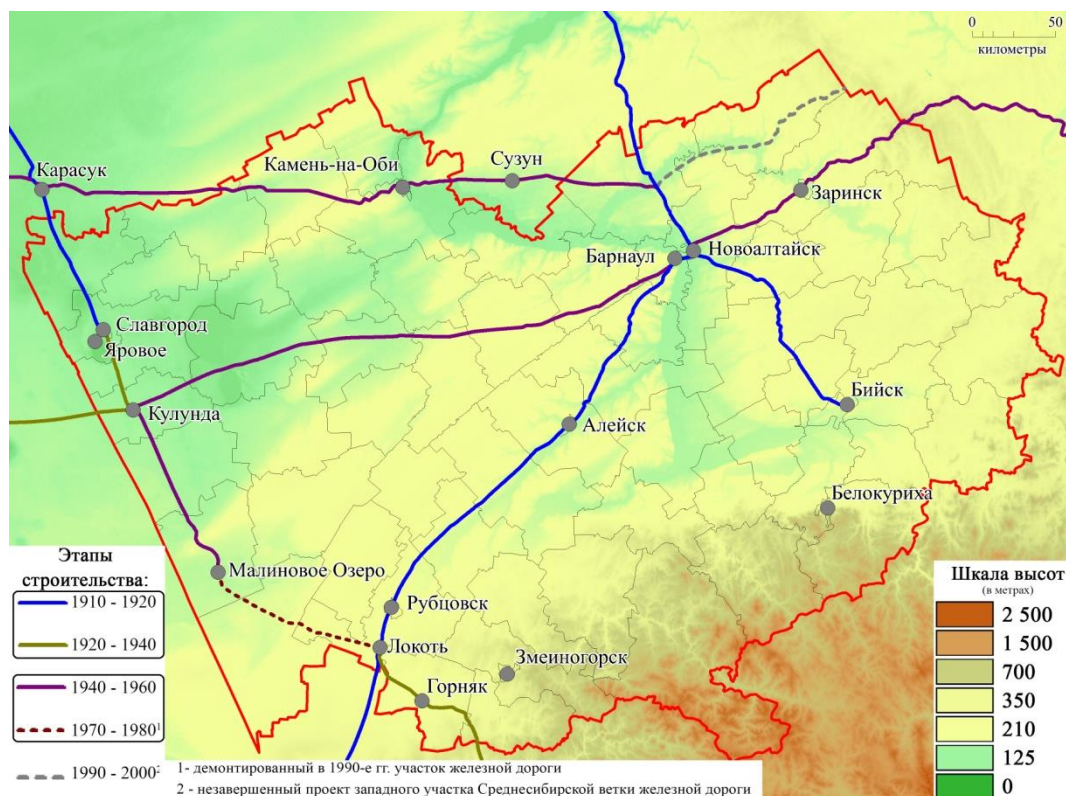 0 50
километры
Карасук
Камень-на-Оби
Сузун
Заринск
Барнаул
Новоалтайск
Славгород
Яровое
Кулунда
Бийск
Алейск
Белокуриха
Малиновое Озеро
Рубцовск
Локоть
Змеиногорск
Горняк
Этапы
строительства:
1910 - 1920
1920 - 1940
1940 - 1960
1970 - 1980¹
1990 - 2000²
1- демонтированный в 1990-е гг. участок железной дороги
2 - незавершенный проект западного участка Среднесибирской ветки железной дороги
Шкала высот
(в метрах)
2 500
1 500
700
350
210
125
0